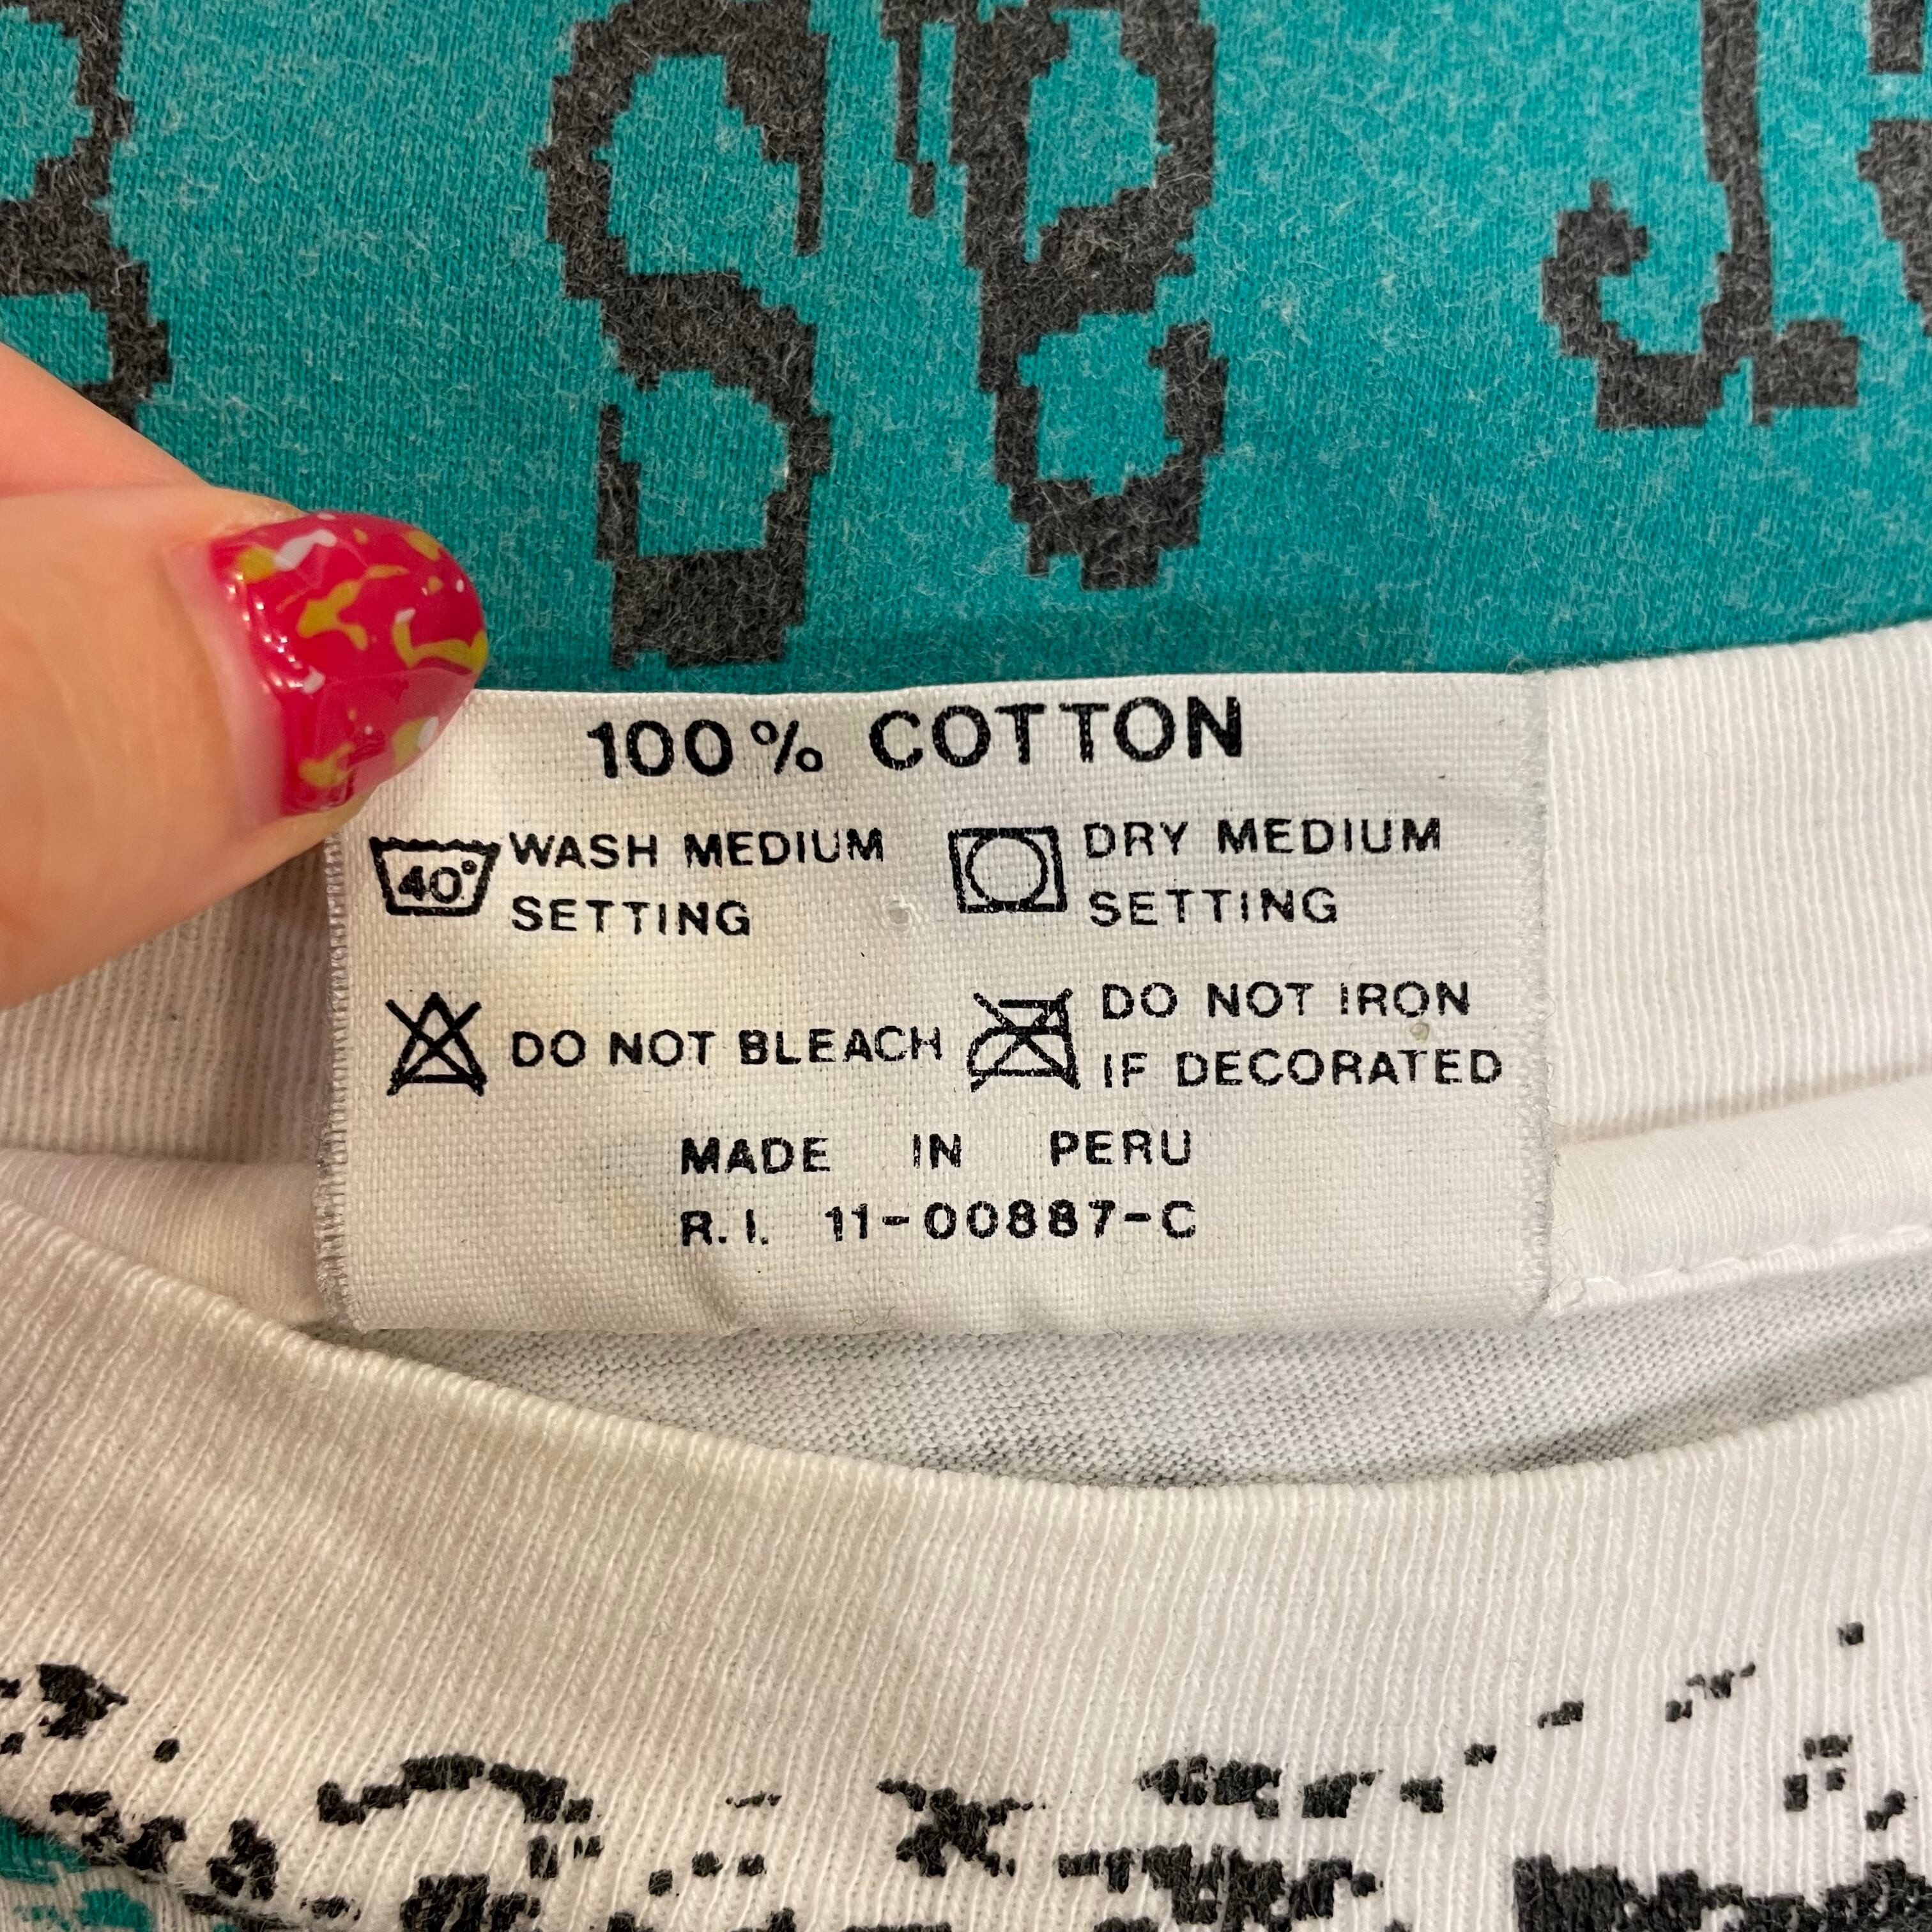 100% COTTON
40° WASH MEDIUM SETTING
DRY MEDIUM SETTING
DO NOT BLEACH
DO NOT IRON IF DECORATED
MADE IN PERU
R.I. 11-00887-C